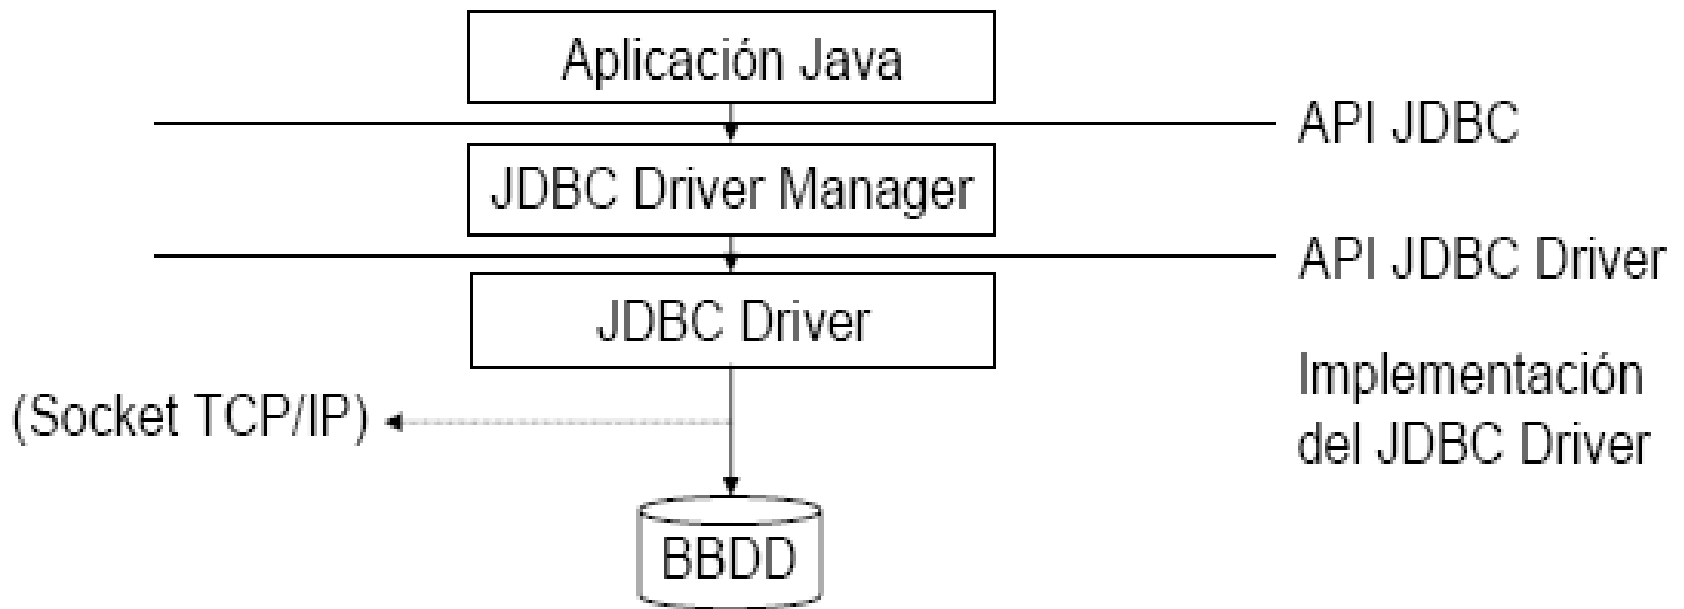 Aplicación Java
API JDBC
JDBC Driver Manager
API JDBC Driver
JDBC Driver
Implementación
del JDBC Driver
(Socket TCP/IP)
BBDD